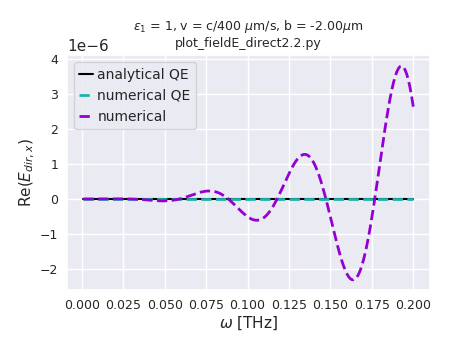 ε₁ = 1, v = c/400 μm/s, b = -2.00μm
plot_fieldE_direct2.2.py
1e−6
analytical QE
numerical QE
numerical
4
3
2
1
0
−1
−2
Re(E_{dir, x})
0.000 0.025 0.050 0.075 0.100 0.125 0.150 0.175 0.200
ω [THz]